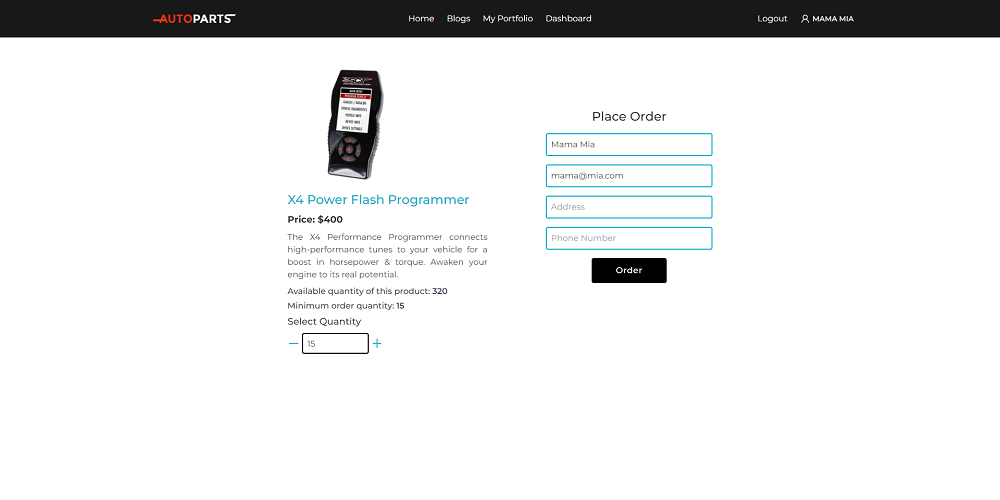 AUTOPARTS
Home Blogs My Portfolio Dashboard
Logout MAMA MIA
X4 Power Flash Programmer
Price: $400
The X4 Performance Programmer connects
high-performance tunes to your vehicle for a
boost in horsepower & torque. Awaken your
engine to its real potential.
Available quantity of this product: 320
Minimum order quantity: 15
Select Quantity
15
Place Order
Mama Mia
mama@mia.com
Address
Phone Number
Order